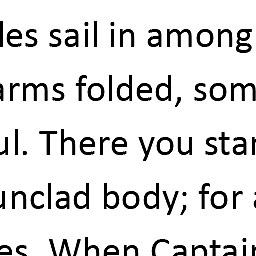 les sail in among
arms folded, som
ul. There you star
unclad body; for a
es. When Captain